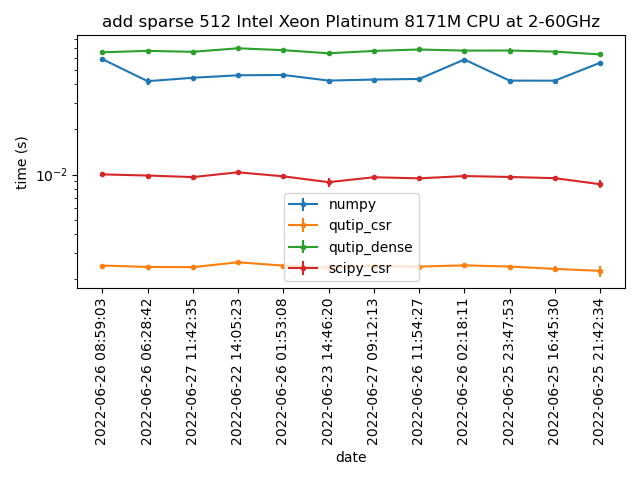 add sparse 512 Intel Xeon Platinum 8171M CPU at 2-60GHz
time (s)
10⁻²
numpy
qutip_csr
qutip_dense
scipy_csr
2022-06-26 08:59:03
2022-06-26 06:28:42
2022-06-27 11:42:35
2022-06-22 14:05:23
2022-06-26 01:53:08
2022-06-23 14:46:20
2022-06-27 09:12:13
2022-06-26 11:54:27
2022-06-26 02:18:11
2022-06-25 23:47:53
2022-06-25 16:45:30
2022-06-25 21:42:34
date